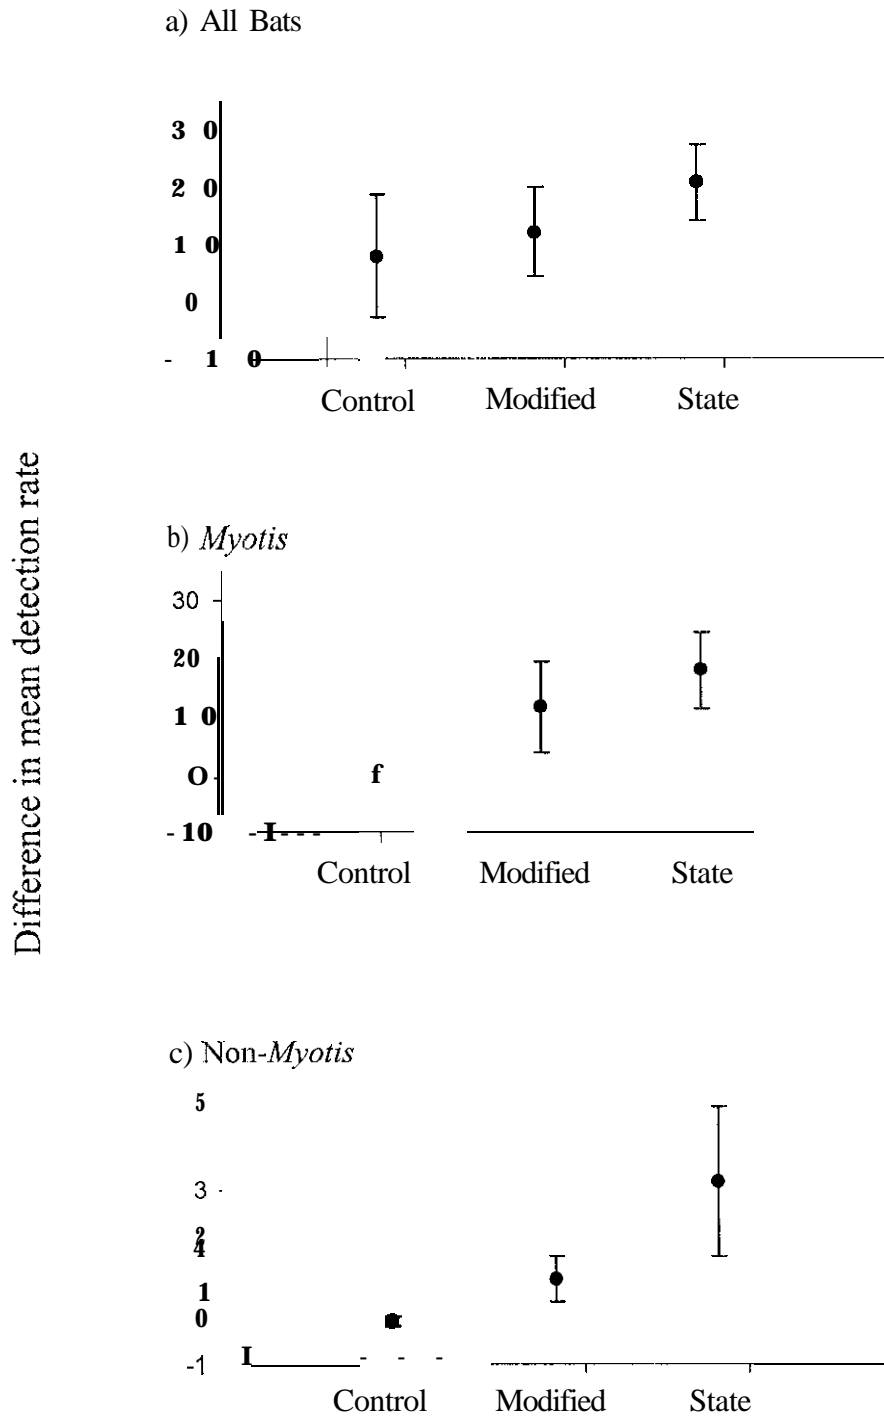 a) All Bats
3 0
2 0
1 0
0
- 1 0
Control Modified State
Difference in mean detection rate
b) Myotis
30
20
1 0
O
f
- 10 - I - - -
Control Modified State
c) Non-Myotis
5
3
2
4
1
0
-1 I - - -
Control Modified State